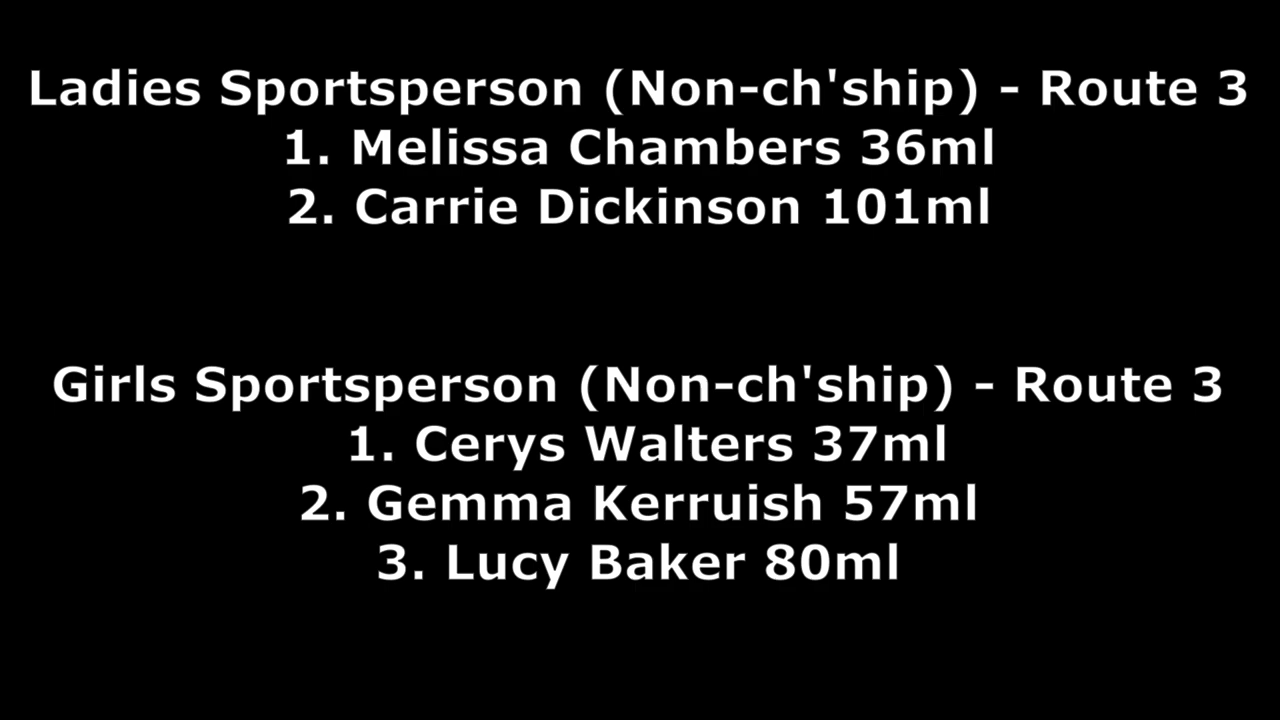 Ladies Sportsperson (Non-ch'ship) - Route 3
1. Melissa Chambers 36ml
2. Carrie Dickinson 101ml
Girls Sportsperson (Non-ch'ship) - Route 3
1. Cerys Walters 37ml
2. Gemma Kerruish 57ml
3. Lucy Baker 80ml